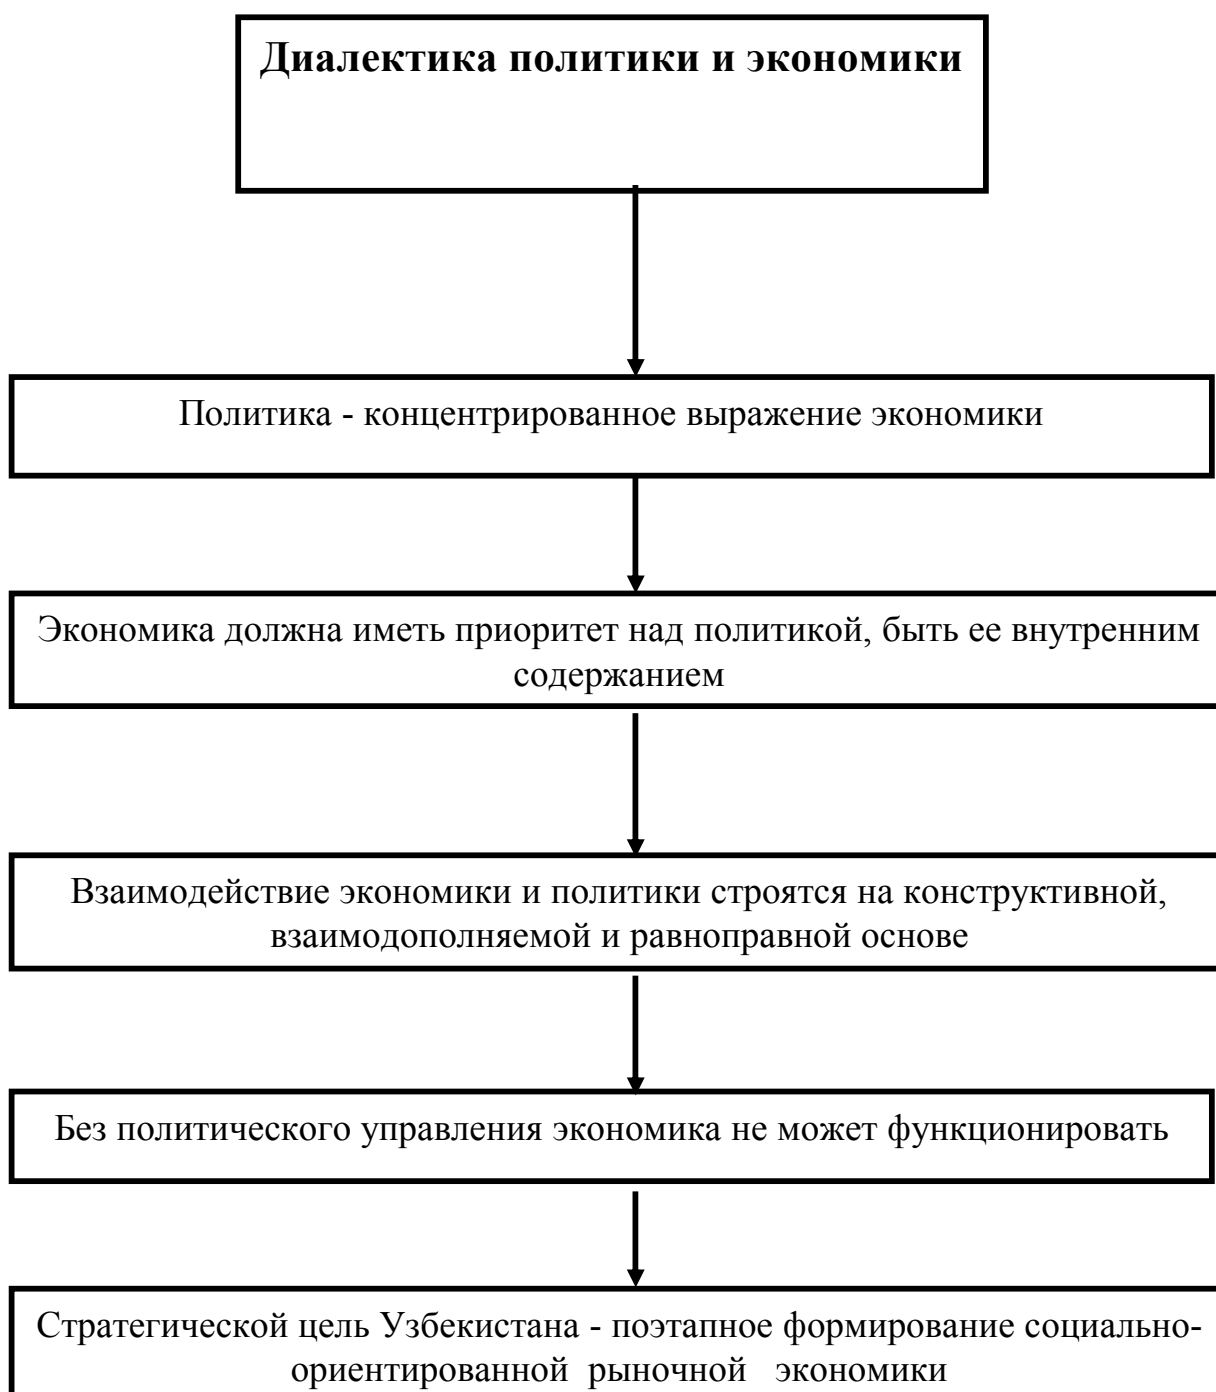 Диалектика политики и экономики
Политика - концентрированное выражение экономики
Экономика должна иметь приоритет над политикой, быть ее внутренним
содержанием
Взаимодействие экономики и политики строятся на конструктивной,
взаимодополняемой и равноправной основе
Без политического управления экономика не может функционировать
Стратегической цель Узбекистана - поэтапное формирование социально-
ориентированной рыночной экономики